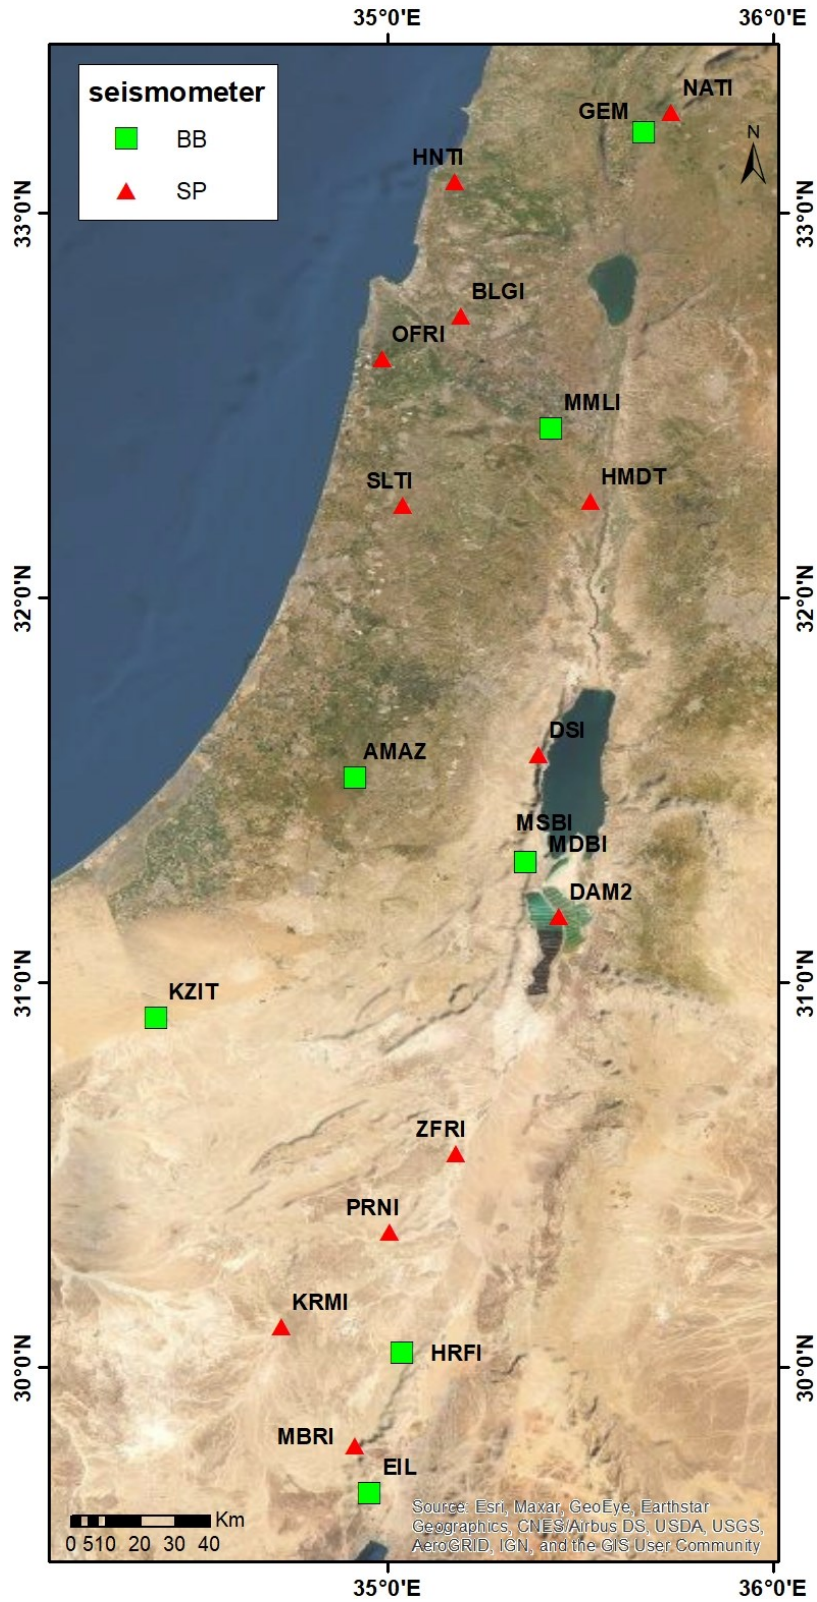 35°0'E 36°0'E
seismometer
BB
SP
NATI
GEM
N
HNTI
33°0'N 33°0'N
BLGI
OFRI
MMLI
SLTI
HMDT
32°0'N 32°0'N
DSI
AMAZ
MSBI
MDBI
DAM2
31°0'N 31°0'N
KZIT
ZFRI
PRNI
KRMI
HRFI
30°0'N 30°0'N
MBRI
EIL
Km
0 5 10 20 30 40
Source: Esri, Maxar, GeoEye, Earthstar
Geographics, CNES/Airbus DS, USDA, USGS,
AeroGRID, IGN, and the GIS User Community
35°0'E 36°0'E